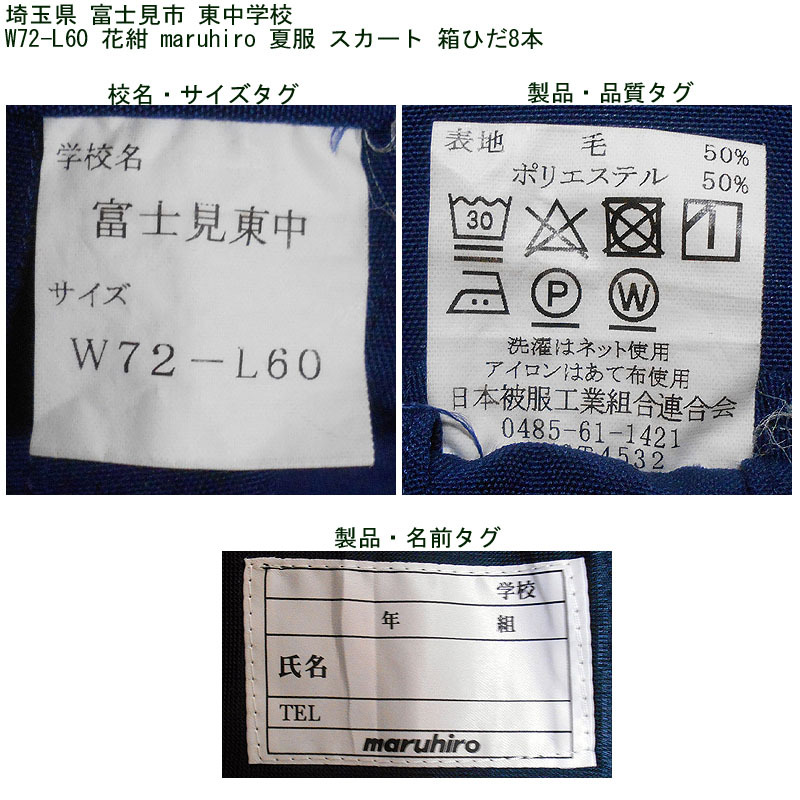 埼玉県 富士見市 東中学校
W72-L60 花紺 maruhiro 夏服 スカート 箱ひだ8本
校名・サイズタグ
学校名
富士見東中
サイズ
W72-L60
製品・品質タグ
表地 毛 50%
ポリエステル 50%
30
P W
洗濯はネット使用
アイロンはあて布使用
日本被服工業組合連合会
0485-61-1421
T4532
製品・名前タグ
学校
年 組
氏名
TEL
maruhiro